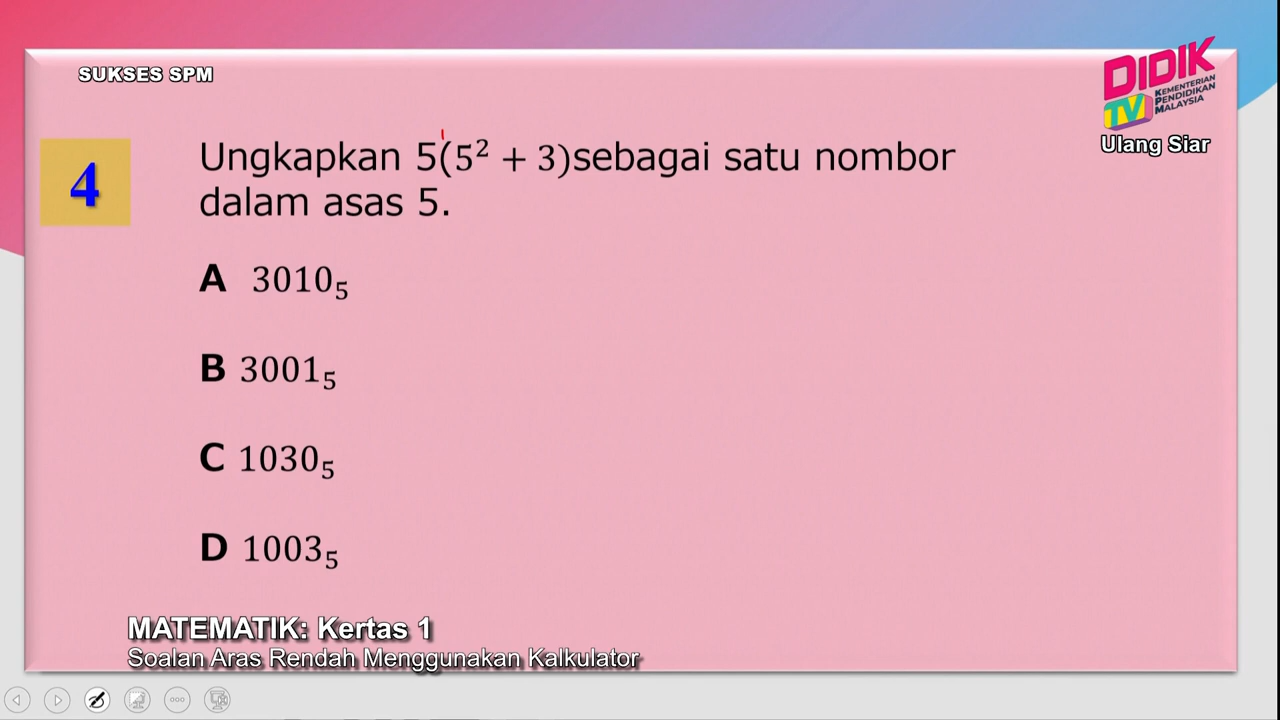 SUKSES SPM
DIDIK
TV KEMENTERIAN
PENDIDIKAN
MALAYSIA
Ulang Siar
4
Ungkapkan 5(5² + 3)sebagai satu nombor
dalam asas 5.
A 3010₅
B 3001₅
C 1030₅
D 1003₅
MATEMATIK: Kertas 1
Soalan Aras Rendah Menggunakan Kalkulator